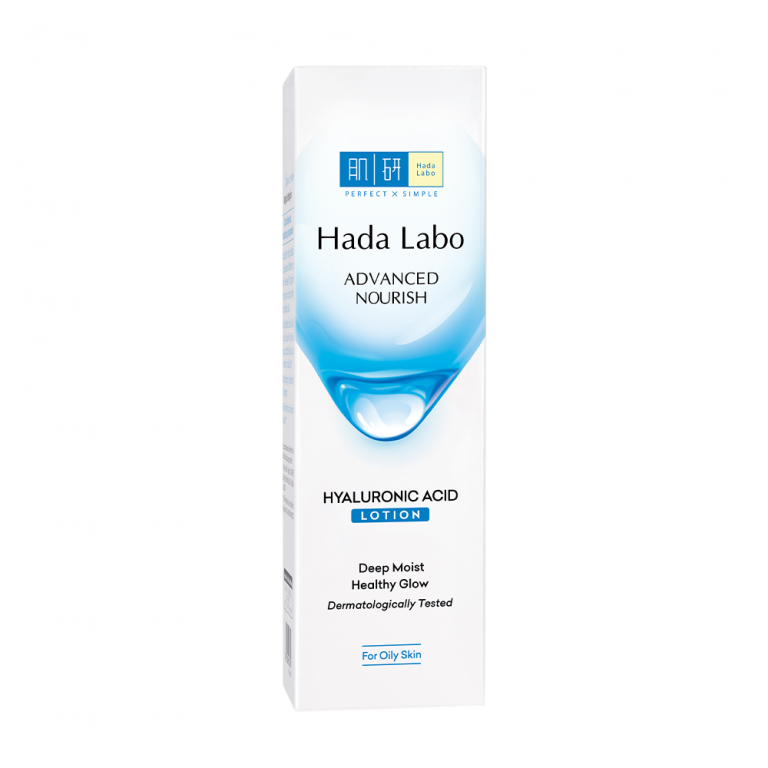 肌研
Hada
Labo
PERFECT X SIMPLE
Hada Labo
ADVANCED
NOURISH
HYALURONIC ACID
LOTION
Deep Moist
Healthy Glow
Dermatologically Tested
For Oily Skin